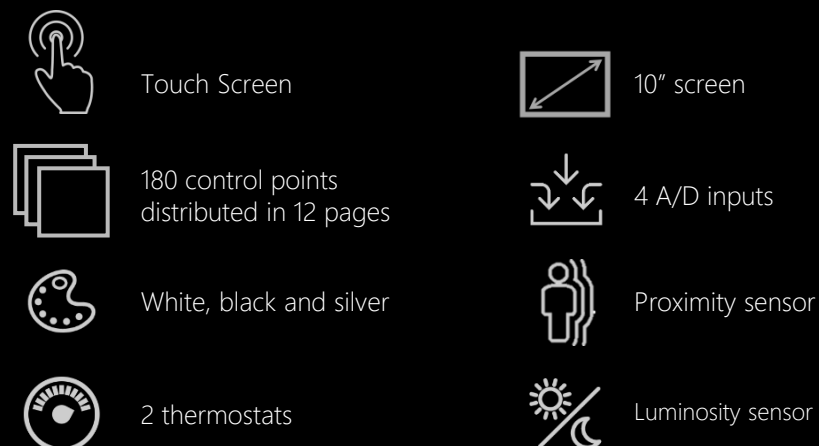 Touch Screen
10” screen
180 control points
distributed in 12 pages
4 A/D inputs
White, black and silver
Proximity sensor
2 thermostats
Luminosity sensor